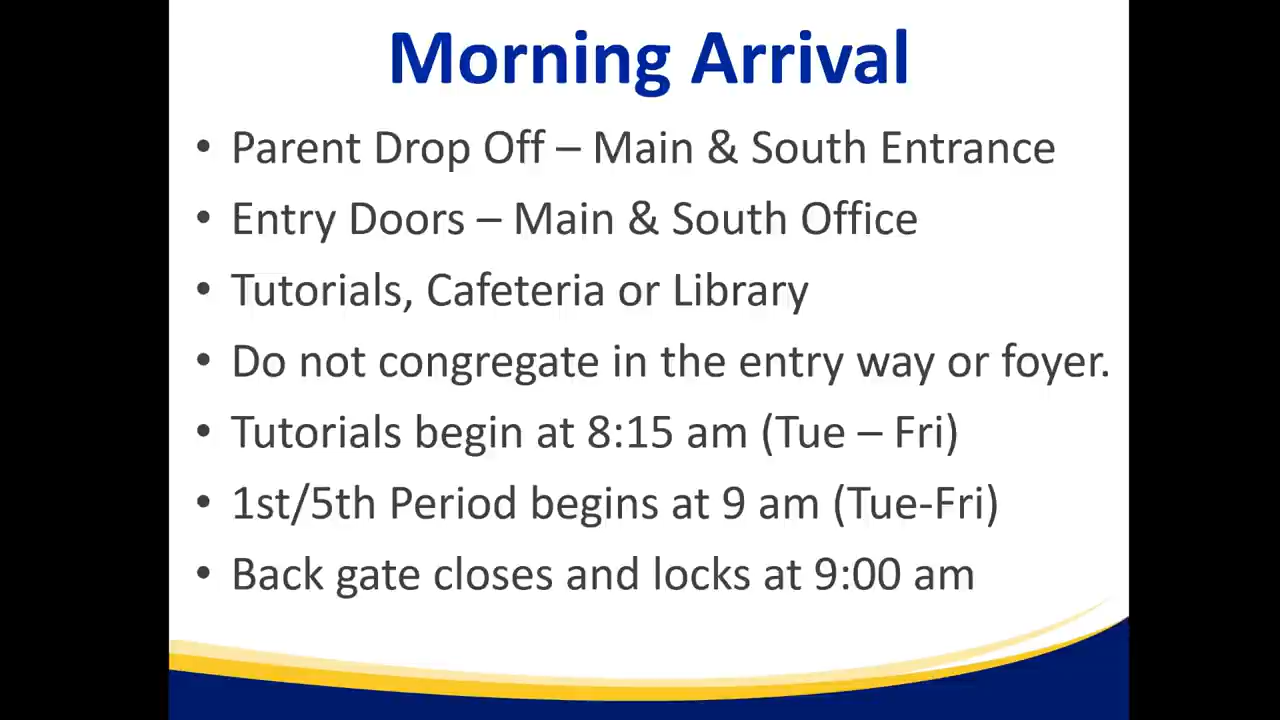 Morning Arrival
• Parent Drop Off – Main & South Entrance
• Entry Doors – Main & South Office
• Tutorials, Cafeteria or Library
• Do not congregate in the entry way or foyer.
• Tutorials begin at 8:15 am (Tue – Fri)
• 1st/5th Period begins at 9 am (Tue-Fri)
• Back gate closes and locks at 9:00 am